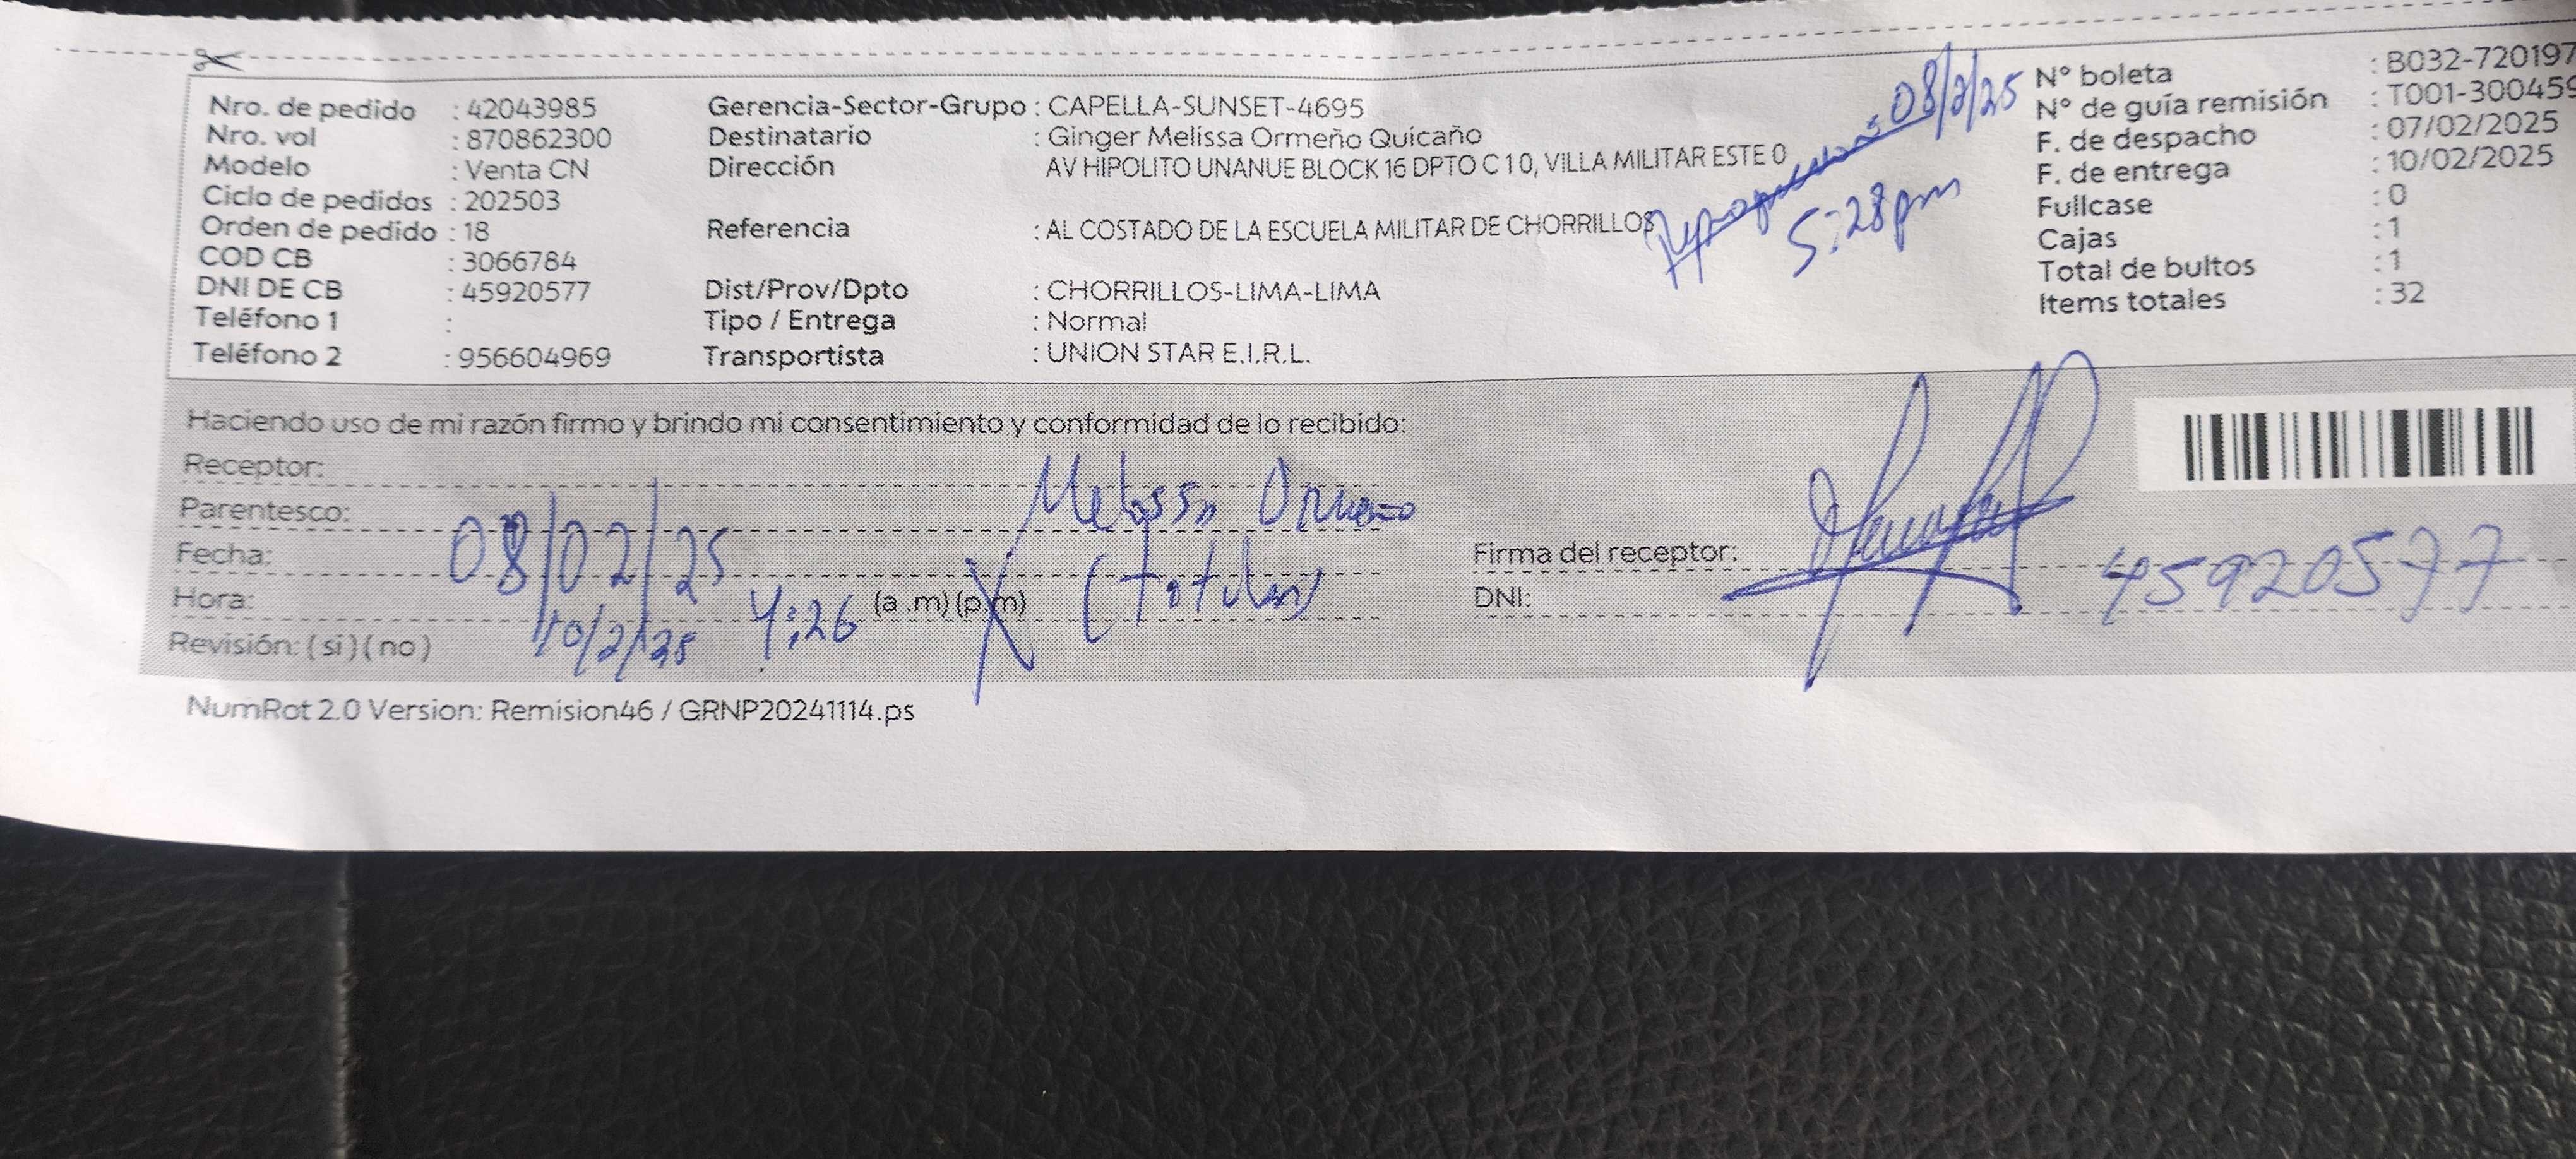 Nro. de pedido : 42043985 Gerencia-Sector-Grupo : CAPELLA-SUNSET-4695 08/2/25 N° boleta : B032-720197
Nro. vol : 870862300 Destinatario : Ginger Melissa Ormeño Quicaño N° de guía remisión : T001-300459
Modelo : Venta CN Dirección AV HIPOLITO UNANUE BLOCK 16 DPTO C 1 0, VILLA MILITAR ESTE 0 F. de despacho : 07/02/2025
Ciclo de pedidos : 202503 F. de entrega : 10/02/2025
Orden de pedido : 18 Referencia : AL COSTADO DE LA ESCUELA MILITAR DE CHORRILLOS 5:28pm Fullcase : 0
COD CB : 3066784 Cajas : 1
DNI DE CB : 45920577 Dist/Prov/Dpto : CHORRILLOS-LIMA-LIMA Total de bultos : 1
Teléfono 1 : Tipo / Entrega : Normal Items totales : 32
Teléfono 2 : 956604969 Transportista : UNION STAR E.I.R.L.
Haciendo uso de mi razón firmo y brindo mi consentimiento y conformidad de lo recibido:
Receptor: Melissa Ormeño
Parentesco:
Fecha: 08/02/25 (titular) Firma del receptor:
Hora: 4:26 (a .m) (p.m) DNI: 45920577
Revisión: ( si ) ( no ) 10/2/25
NumRot 2.0 Version: Remision46 / GRNP20241114.ps